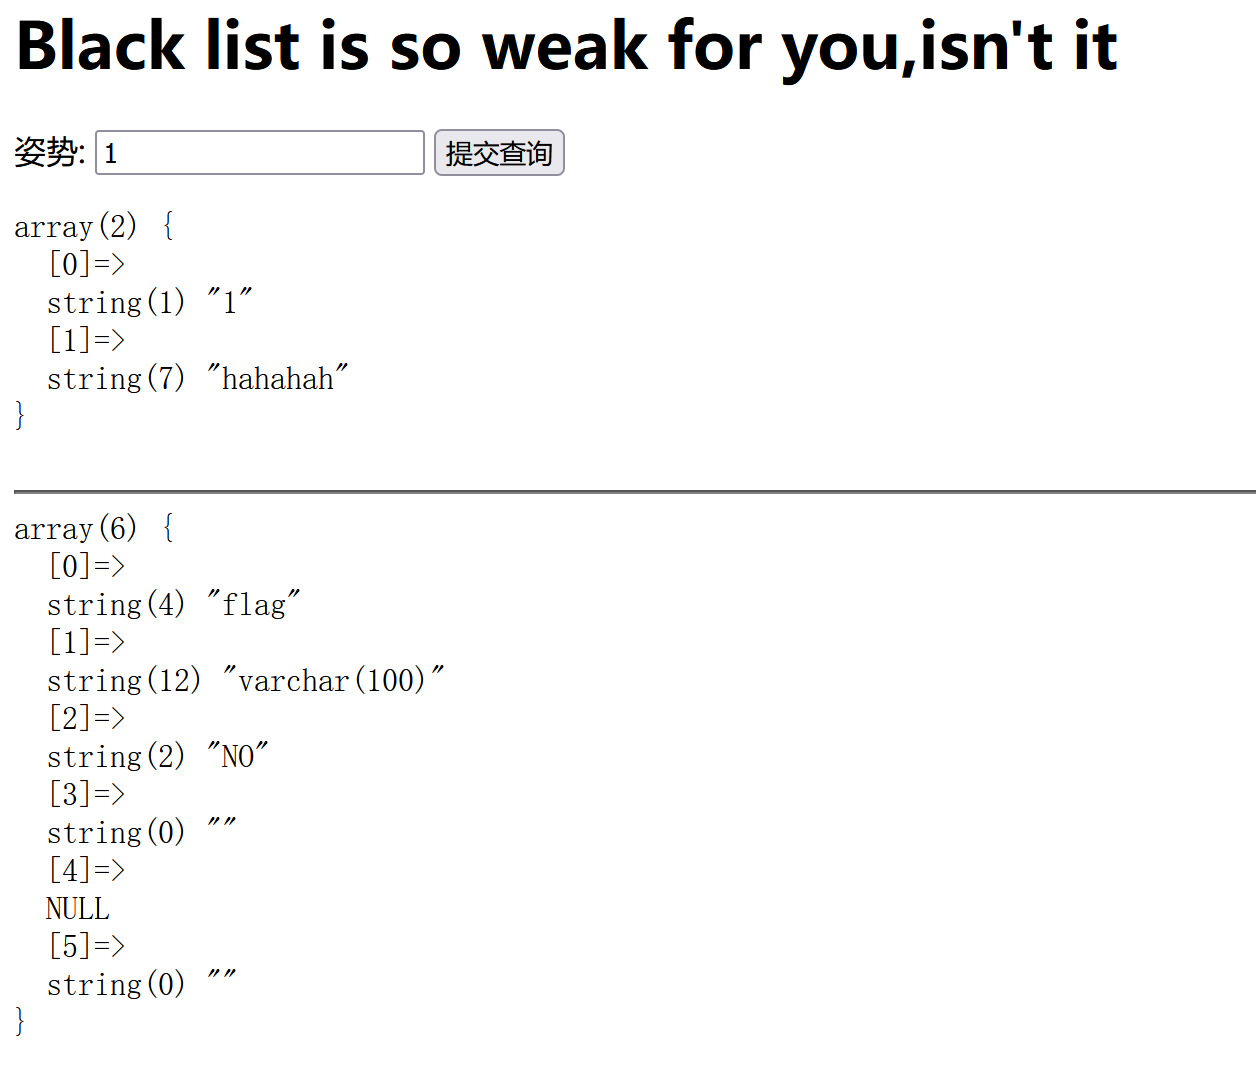 Black list is so weak for you,isn't it
姿势: 1 提交查询
array(2) {
  [0]=>
  string(1) "1"
  [1]=>
  string(7) "hahahah"
}
array(6) {
  [0]=>
  string(4) "flag"
  [1]=>
  string(12) "varchar(100)"
  [2]=>
  string(2) "NO"
  [3]=>
  string(0) ""
  [4]=>
  NULL
  [5]=>
  string(0) ""
}